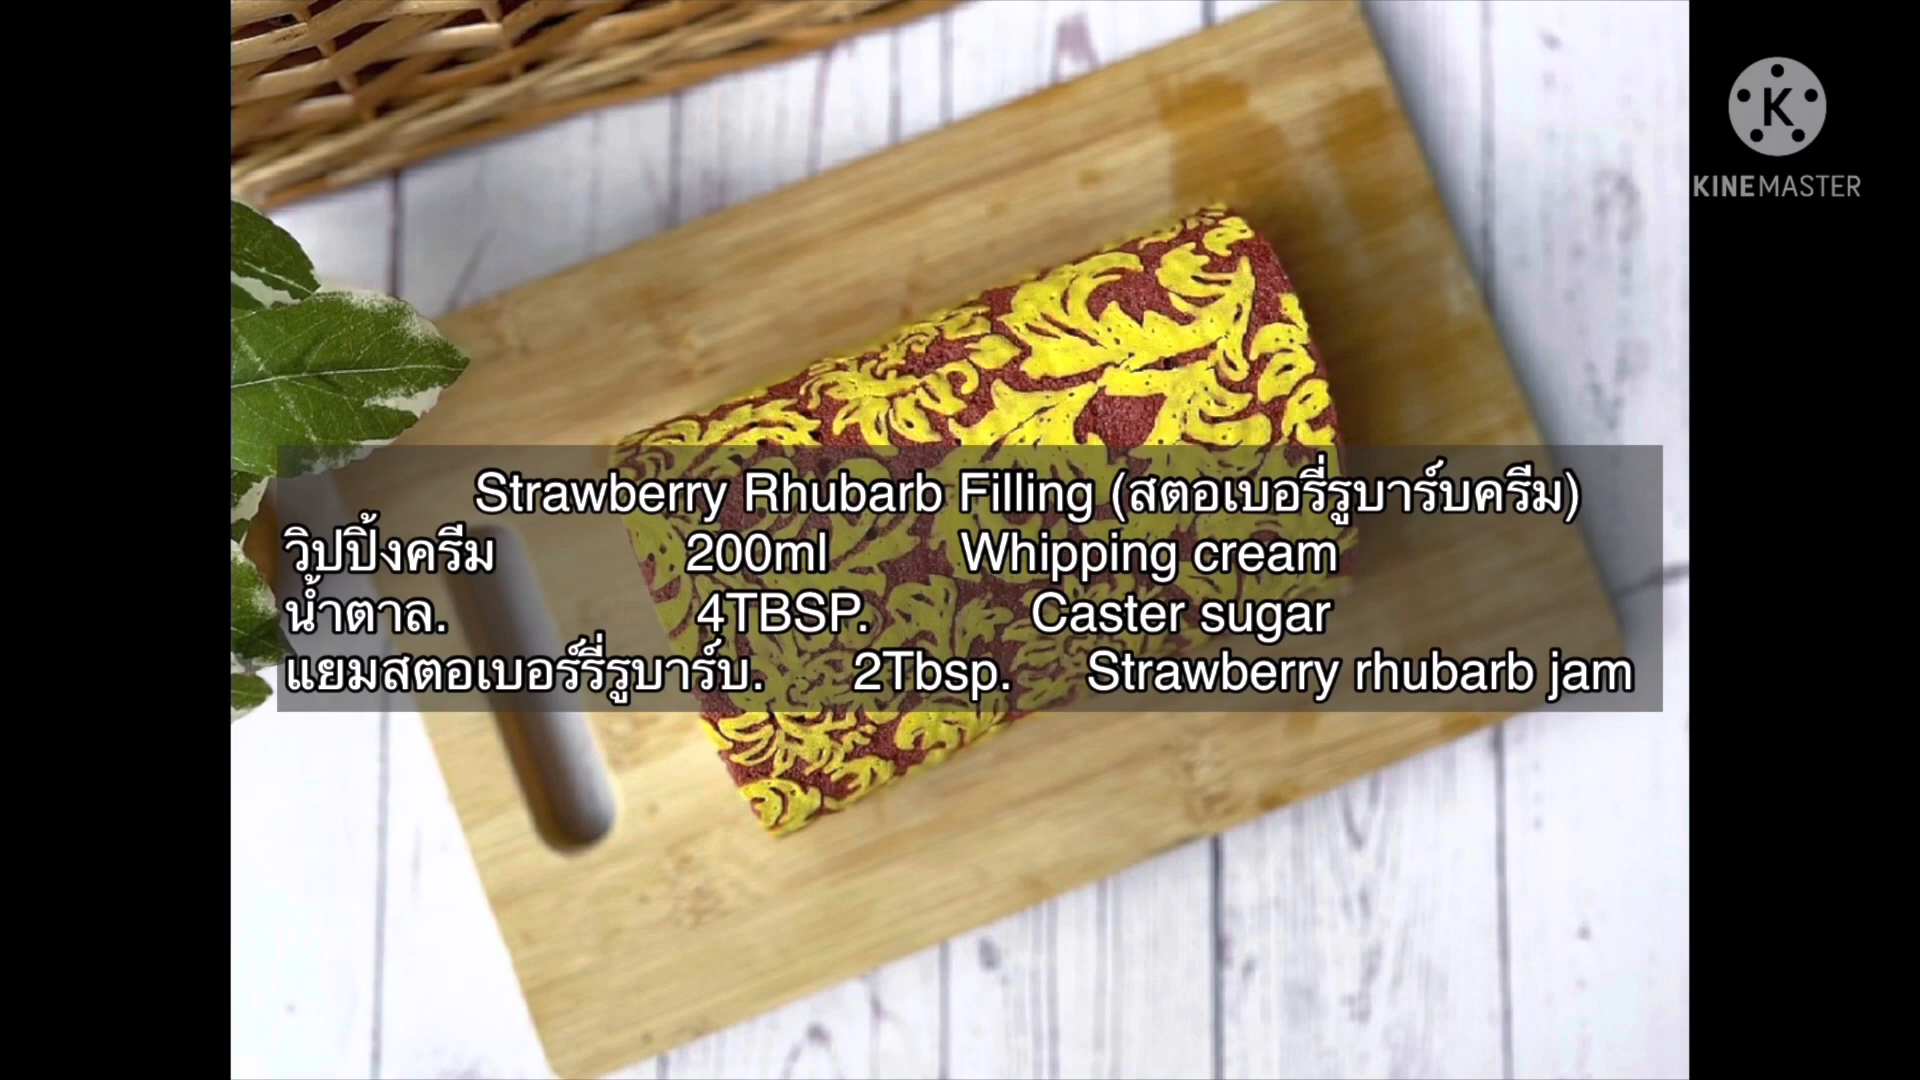 KINEMASTER
Strawberry Rhubarb Filling (สตอเบอรี่รูบาร์บครีม)
วิปปิ้งครีม 200ml Whipping cream
น้ำตาล. 4TBSP. Caster sugar
แยมสตอเบอร์รี่รูบาร์บ. 2Tbsp. Strawberry rhubarb jam